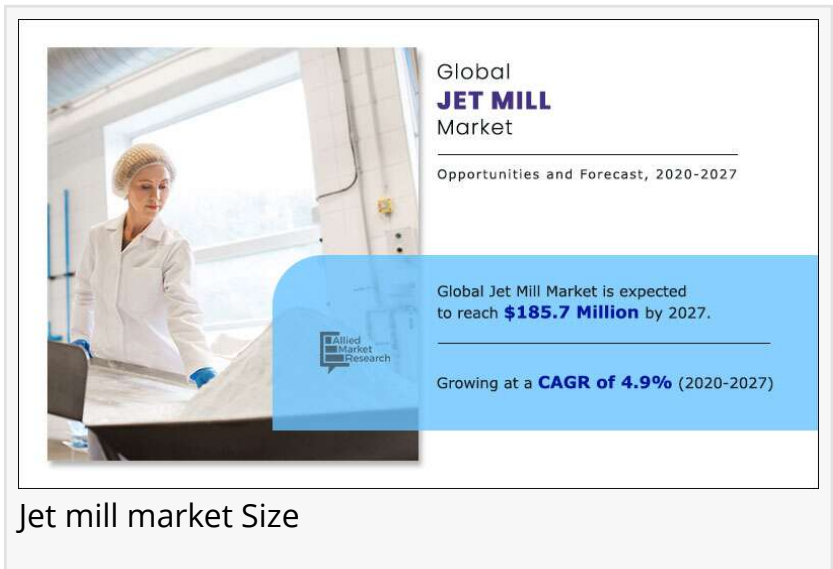 Global
JET MILL
Market
Opportunities and Forecast, 2020-2027
Global Jet Mill Market is expected
to reach $185.7 Million by 2027.
Allied
Market
Research
Growing at a CAGR of 4.9% (2020-2027)
Jet mill market Size